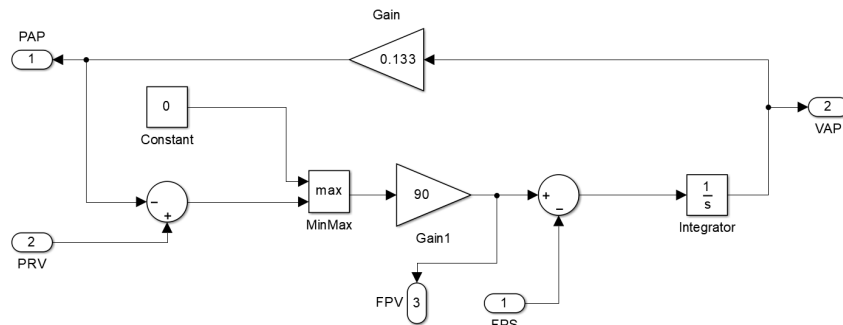 Gain
PAP
1
0.133
0
Constant
2
VAP
max
MinMax
90
Gain1
+
−
1
s
Integrator
−
+
2
PRV
FPV
3
1